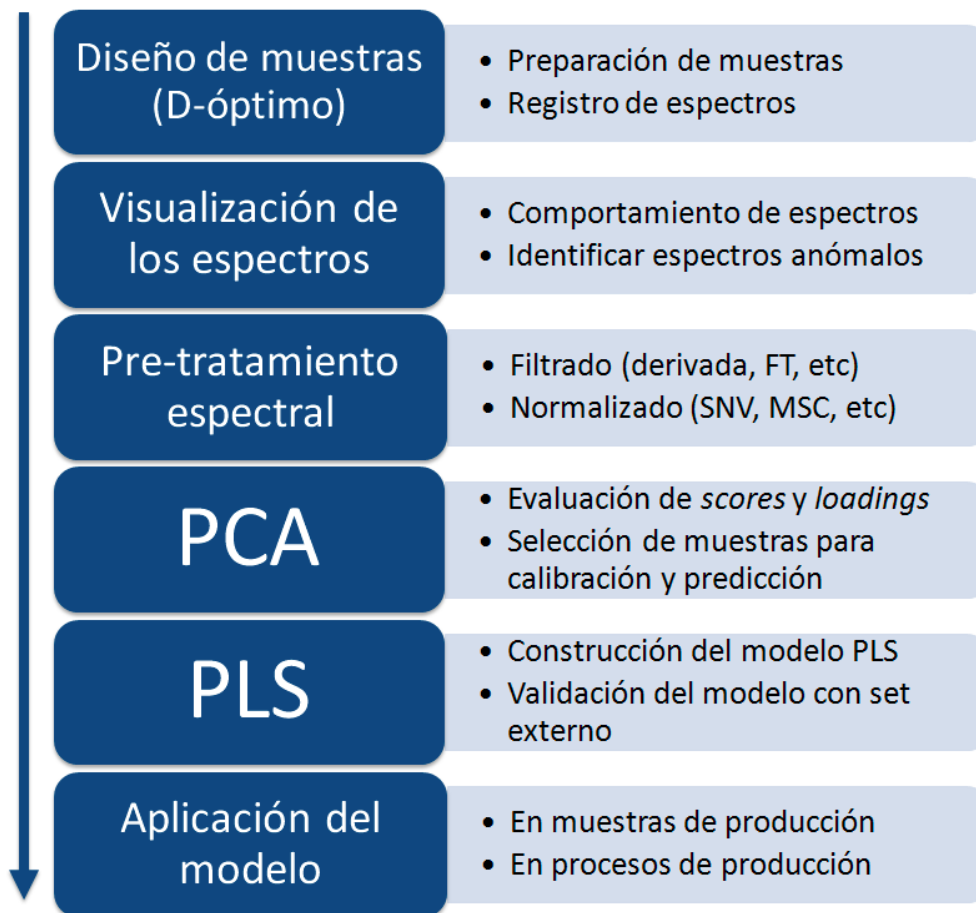 Diseño de muestras
(D-óptimo)
• Preparación de muestras
• Registro de espectros
Visualización de
los espectros
• Comportamiento de espectros
• Identificar espectros anómalos
Pre-tratamiento
espectral
• Filtrado (derivada, FT, etc)
• Normalizado (SNV, MSC, etc)
PCA
• Evaluación de scores y loadings
• Selección de muestras para
calibración y predicción
PLS
• Construcción del modelo PLS
• Validación del modelo con set
externo
Aplicación del
modelo
• En muestras de producción
• En procesos de producción